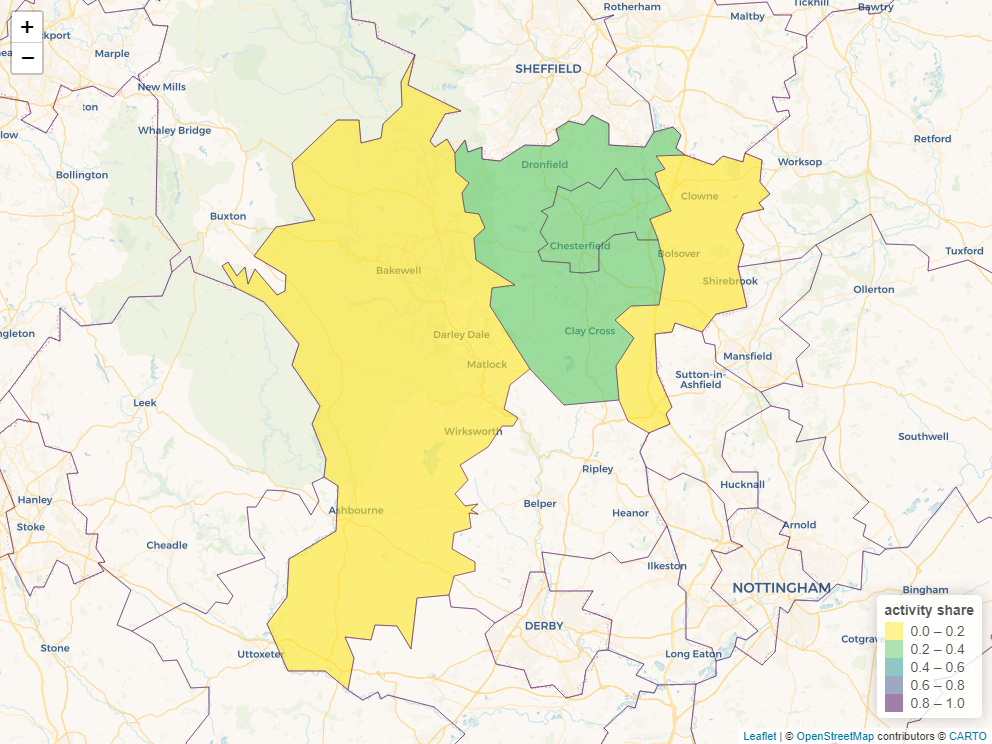 Rotherham
Tickhill
Bawtry
+
Maltby
−
Marple
SHEFFIELD
New Mills
Whaley Bridge
Retford
Dronfield
Worksop
Bollington
Clowne
Buxton
Chesterfield
Bolsover
Tuxford
Bakewell
Shirebrook
Ollerton
Darley Dale
Clay Cross
Matlock
Mansfield
Sutton-in-
Ashfield
Leek
Wirksworth
Southwell
Ripley
Hucknall
Hanley
Belper
Ashbourne
Heanor
Stoke
Arnold
Cheadle
Ilkeston
NOTTINGHAM
Bingham
activity share
0.0 – 0.2
0.2 – 0.4
0.4 – 0.6
0.6 – 0.8
0.8 – 1.0
DERBY
Cotgrav
Stone
Uttoxeter
Long Eaton
Leaflet | © OpenStreetMap contributors © CARTO